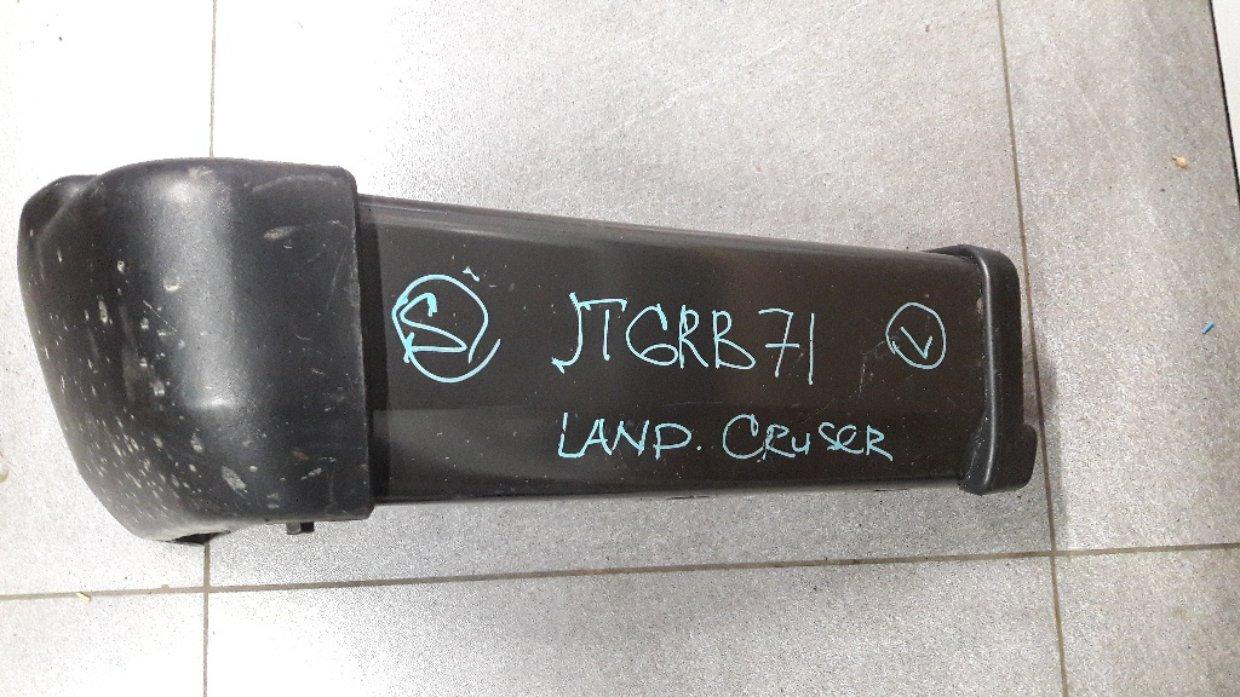 S JTGRB71 V
LAND. CRUSER